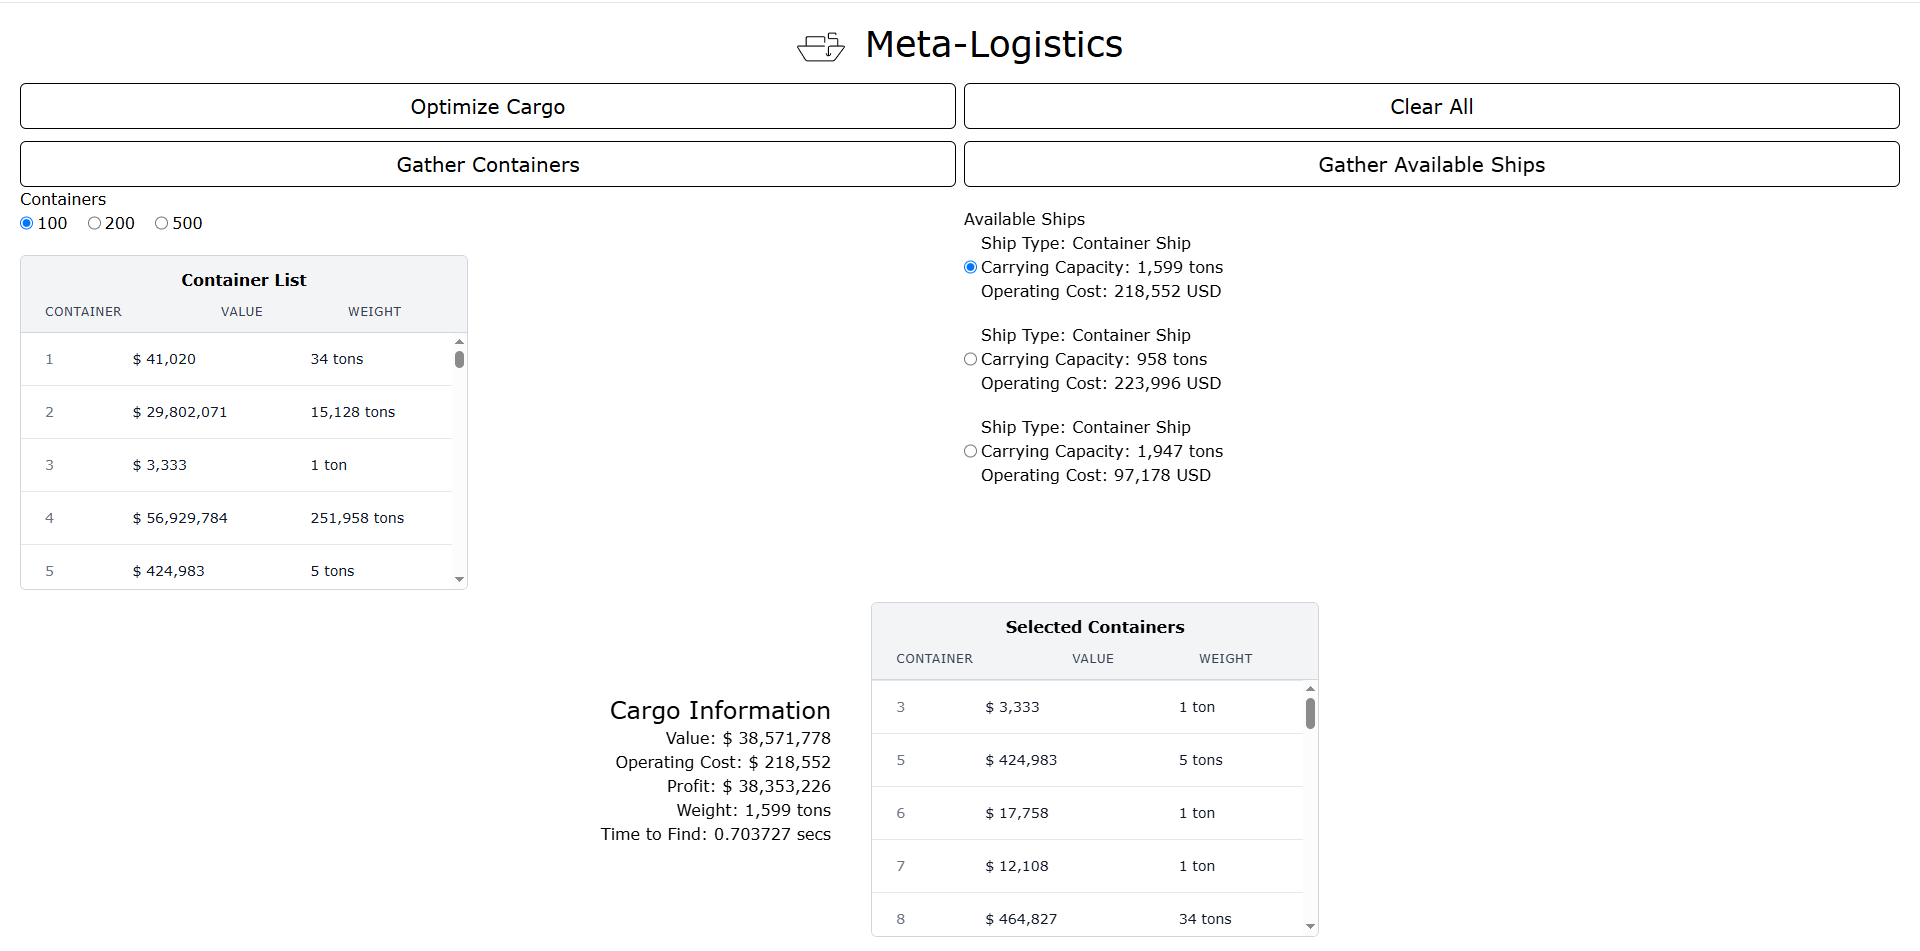 Meta-Logistics
Optimize Cargo
Clear All
Gather Containers
Gather Available Ships
Containers
100 200 500
Container List
CONTAINER VALUE WEIGHT
1 $ 41,020 34 tons
2 $ 29,802,071 15,128 tons
3 $ 3,333 1 ton
4 $ 56,929,784 251,958 tons
5 $ 424,983 5 tons
Available Ships
Ship Type: Container Ship
Carrying Capacity: 1,599 tons
Operating Cost: 218,552 USD
Ship Type: Container Ship
Carrying Capacity: 958 tons
Operating Cost: 223,996 USD
Ship Type: Container Ship
Carrying Capacity: 1,947 tons
Operating Cost: 97,178 USD
Cargo Information
Value: $ 38,571,778
Operating Cost: $ 218,552
Profit: $ 38,353,226
Weight: 1,599 tons
Time to Find: 0.703727 secs
Selected Containers
CONTAINER VALUE WEIGHT
3 $ 3,333 1 ton
5 $ 424,983 5 tons
6 $ 17,758 1 ton
7 $ 12,108 1 ton
8 $ 464,827 34 tons